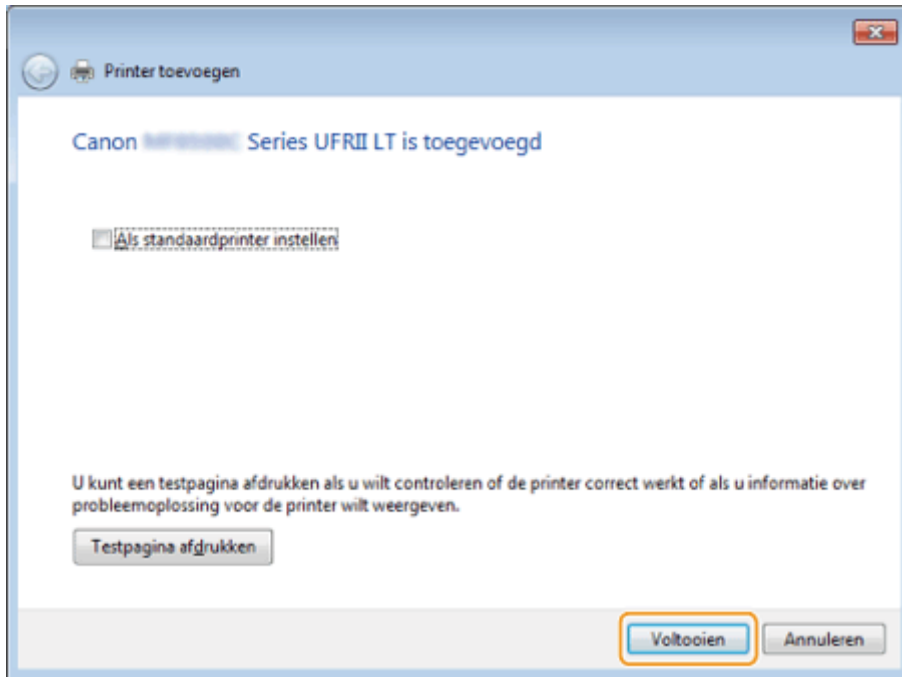 Printer toevoegen
Canon Series UFRII LT is toegevoegd
Als standaardprinter instellen
U kunt een testpagina afdrukken als u wilt controleren of de printer correct werkt of als u informatie over
probleemoplossing voor de printer wilt weergeven.
Testpagina afdrukken
Voltooien Annuleren